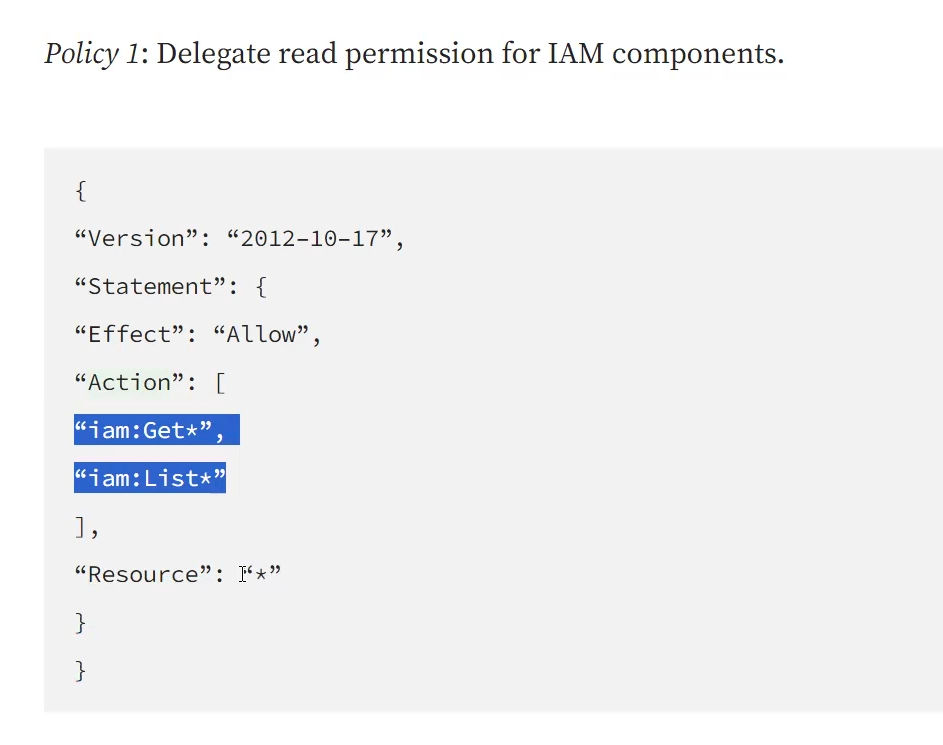 Policy 1: Delegate read permission for IAM components.
{
“Version”: “2012–10–17”,
“Statement”: {
“Effect”: “Allow”,
“Action”: [
“iam:Get*”,
“iam:List*”
],
“Resource”: “*”
}
}